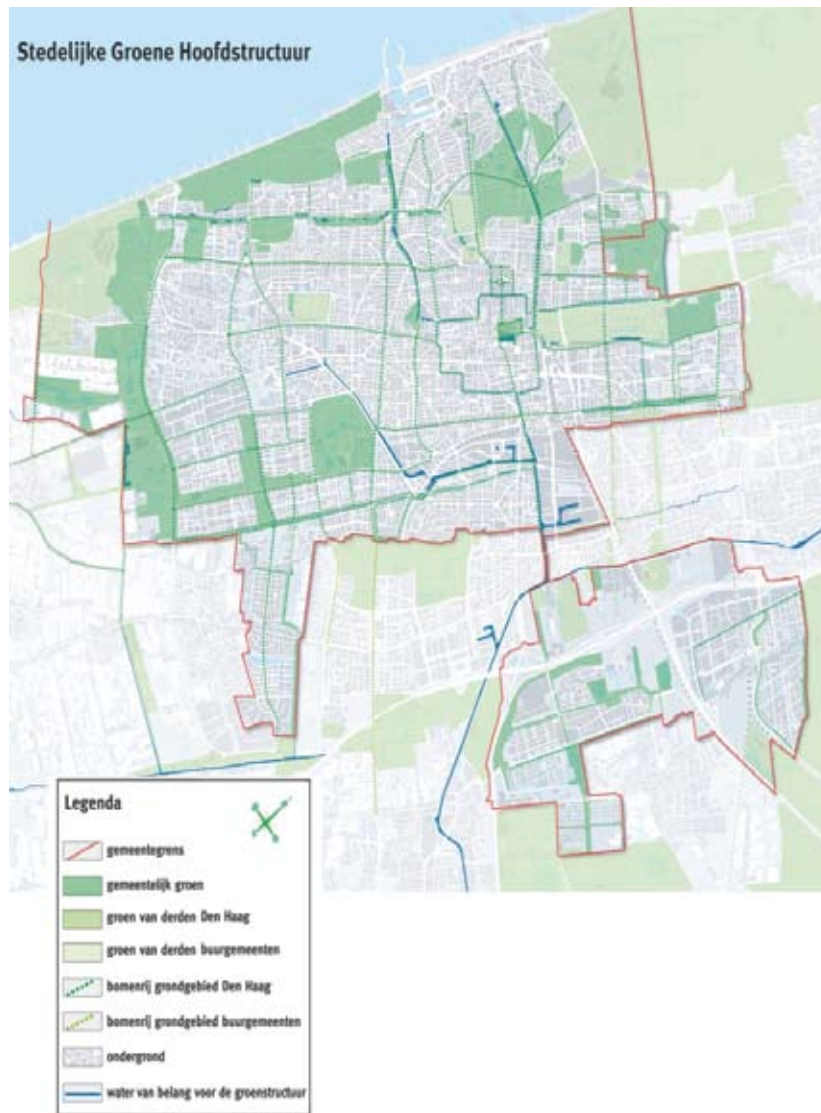 Stedelijke Groene Hoofdstructuur
Legenda
gemeentegrens
gemeentelijk groen
groen van derden Den Haag
groen van derden buurgemeenten
bomenrij grondgebied Den Haag
bomenrij grondgebied buurgemeenten
ondergrond
water van belang voor de groenstructuur